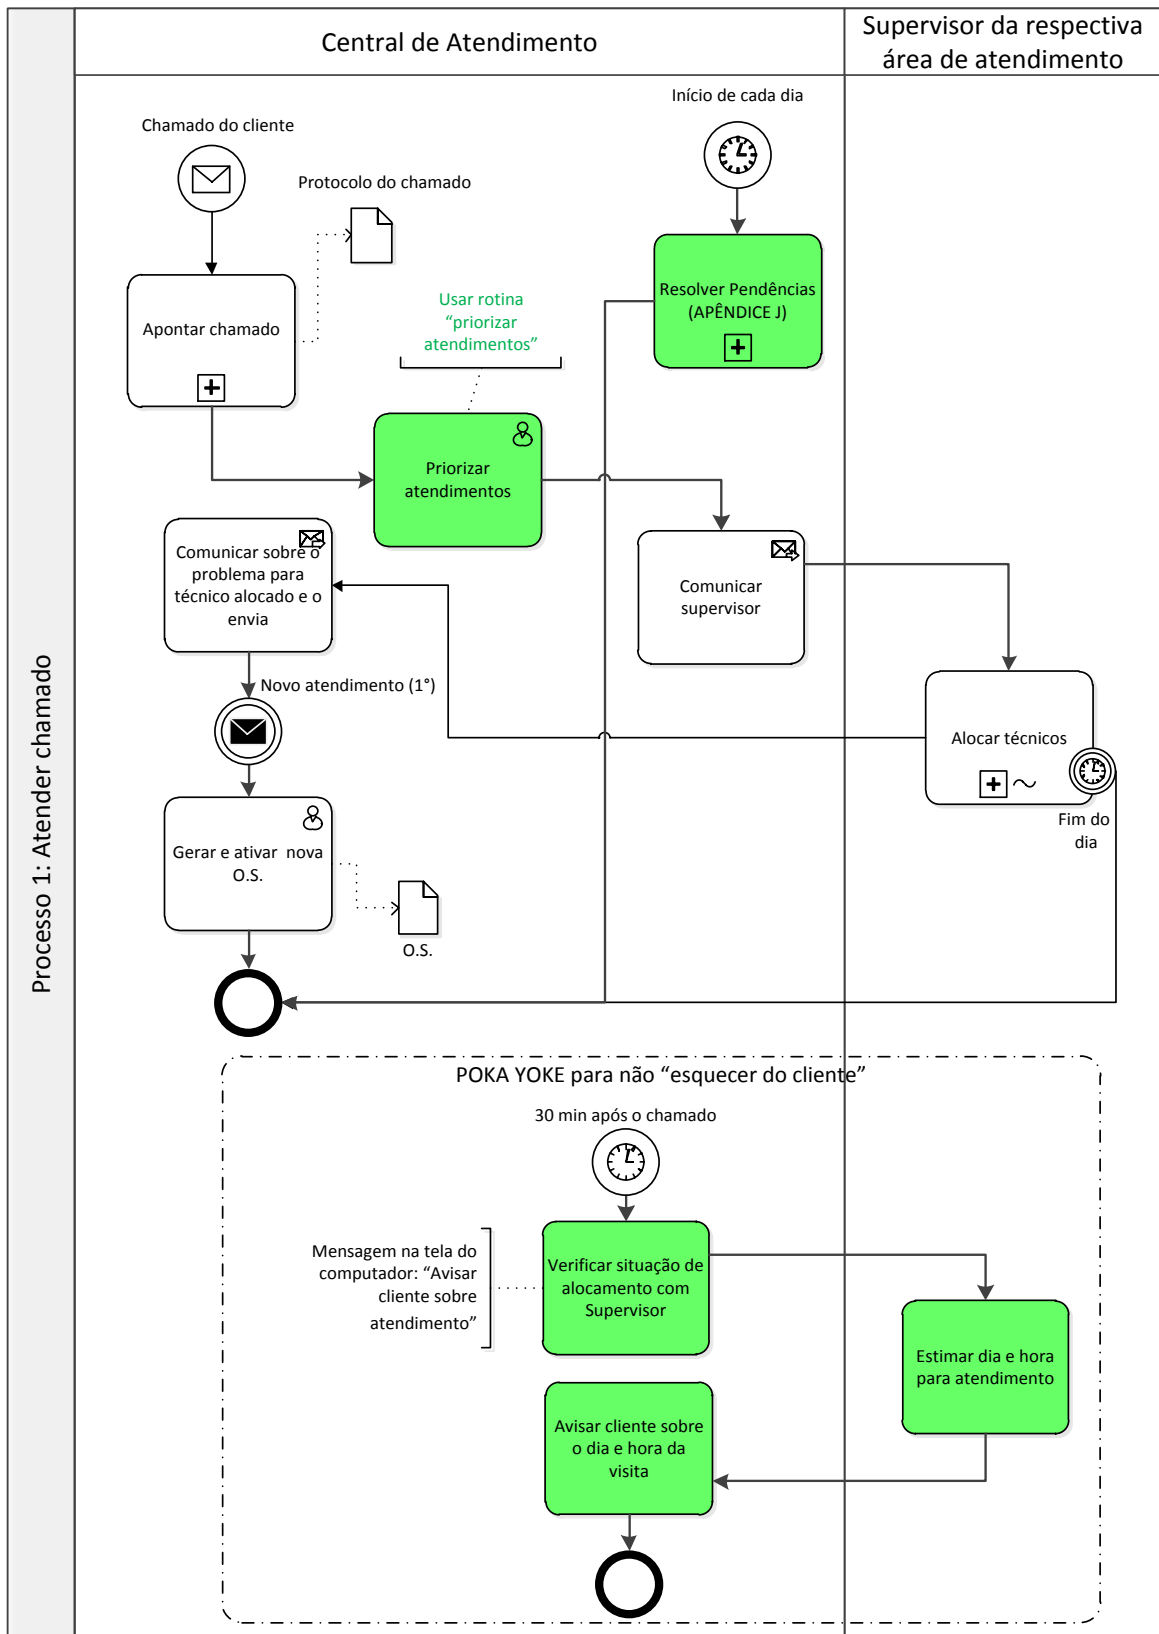 Processo 1: Atender chamado
Central de Atendimento
Supervisor da respectiva
área de atendimento
Chamado do cliente
Início de cada dia
Protocolo do chamado
Apontar chamado
Usar rotina
“priorizar
atendimentos”
Resolver Pendências
(APÊNDICE J)
Priorizar
atendimentos
Comunicar sobre o
problema para
técnico alocado e o
envia
Comunicar
supervisor
Novo atendimento (1°)
Alocar técnicos
Fim do
dia
Gerar e ativar nova
O.S.
O.S.
POKA YOKE para não “esquecer do cliente”
30 min após o chamado
Mensagem na tela do
computador: “Avisar
cliente sobre
atendimento”
Verificar situação de
alocamento com
Supervisor
Estimar dia e hora
para atendimento
Avisar cliente sobre
o dia e hora da
visita